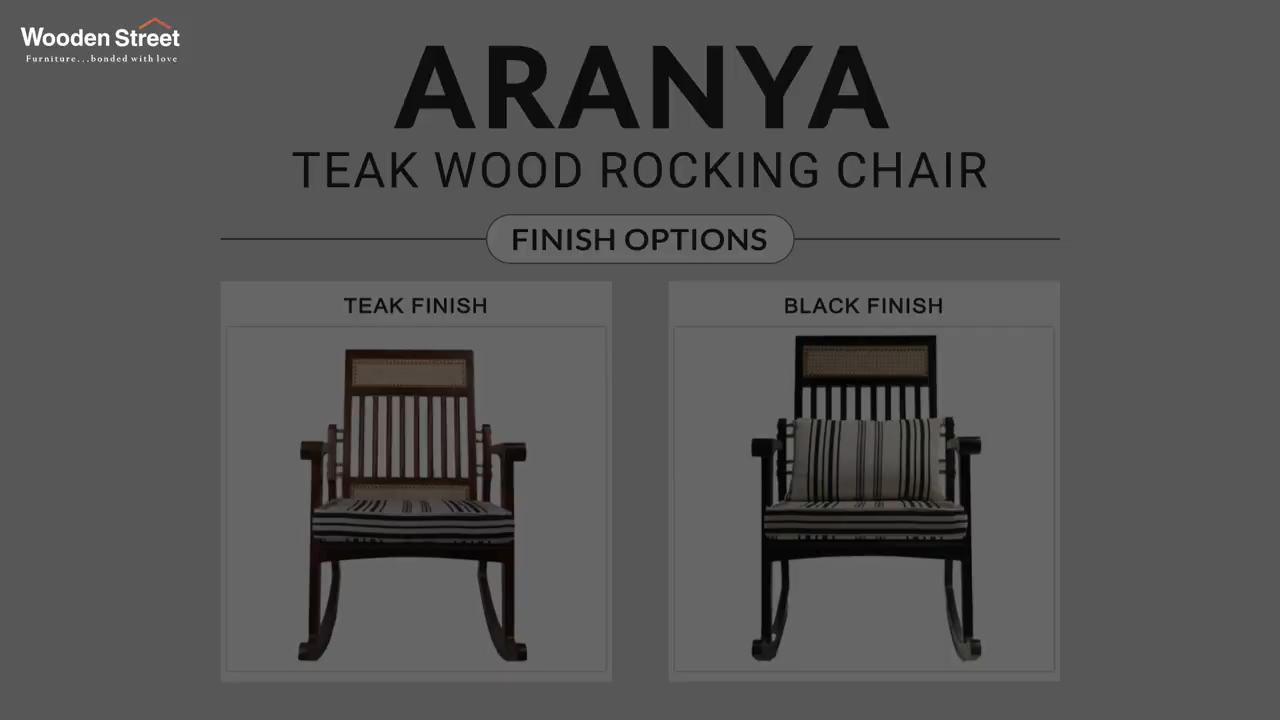 Wooden Street
Furniture...bonded with love
ARANYA
TEAK WOOD ROCKING CHAIR
FINISH OPTIONS
TEAK FINISH
BLACK FINISH